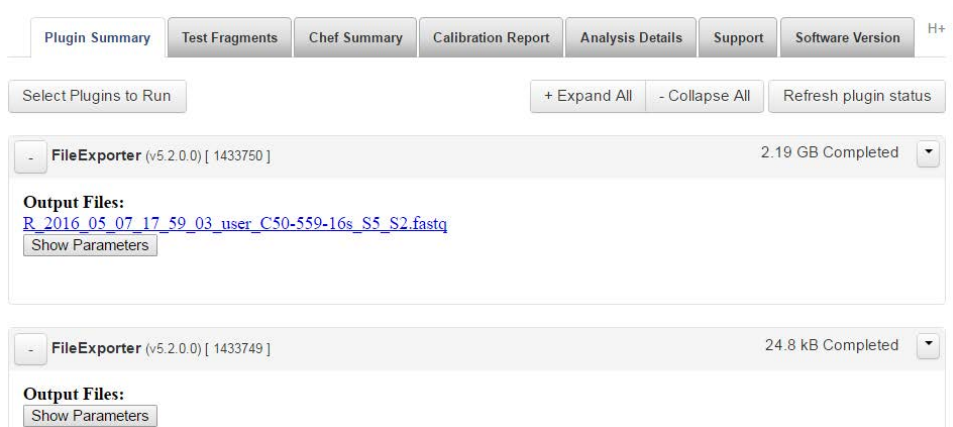 Plugin Summary Test Fragments Chef Summary Calibration Report Analysis Details Support Software Version H+
Select Plugins to Run + Expand All - Collapse All Refresh plugin status
- FileExporter (v5.2.0.0) [ 1433750 ] 2.19 GB Completed
Output Files:
R_2016_05_07_17_59_03_user_C50-559-16s_S5_S2.fastq
Show Parameters
- FileExporter (v5.2.0.0) [ 1433749 ] 24.8 kB Completed
Output Files:
Show Parameters